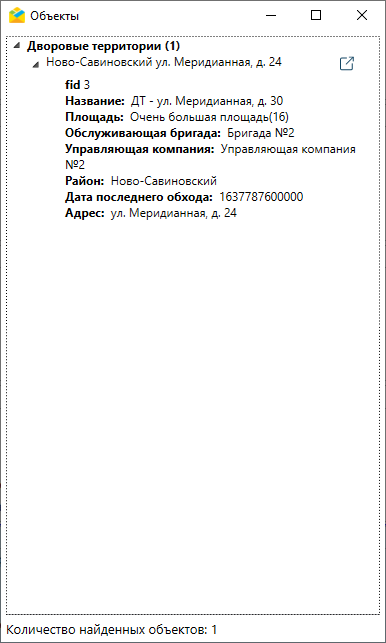 Объекты
Дворовые территории (1)
Ново-Савиновский ул. Меридианная, д. 24
fid 3
Название: ДТ - ул. Меридианная, д. 30
Площадь: Очень большая площадь(16)
Обслуживающая бригада: Бригада №2
Управляющая компания: Управляющая компания
№2
Район: Ново-Савиновский
Дата последнего обхода: 1637787600000
Адрес: ул. Меридианная, д. 24
Количество найденных объектов: 1